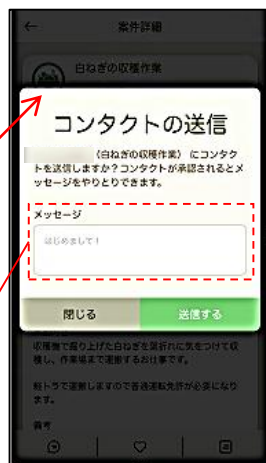 案件詳細
白ねぎの収穫作業
コンタクトの送信
(白ねぎの収穫作業) にコンタク
トを送信しますか?コンタクトが承認されるとメ
ッセージをやりとりできます。
メッセージ
はじめまして!
閉じる
送信する
収穫機で掘り上げた白ねぎを葉折れに気をつけて収
穫し、作業場まで運搬するお仕事です。
軽トラで運搬しますので普通運転免許が必要になり
ます。
備考